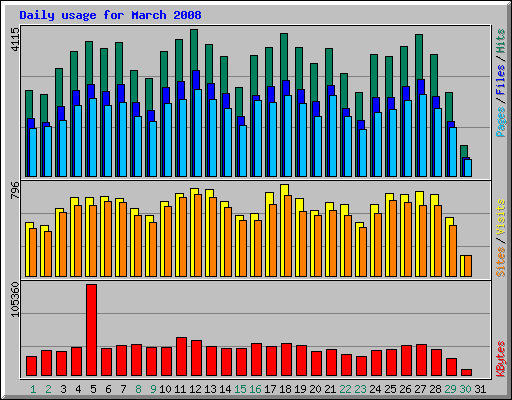 Daily usage for March 2008
4115
Pages / Files / Hits
796
Sites / Visits
105360
KBytes
1 2 3 4 5 6 7 8 9 10 11 12 13 14 15 16 17 18 19 20 21 22 23 24 25 26 27 28 29 30 31